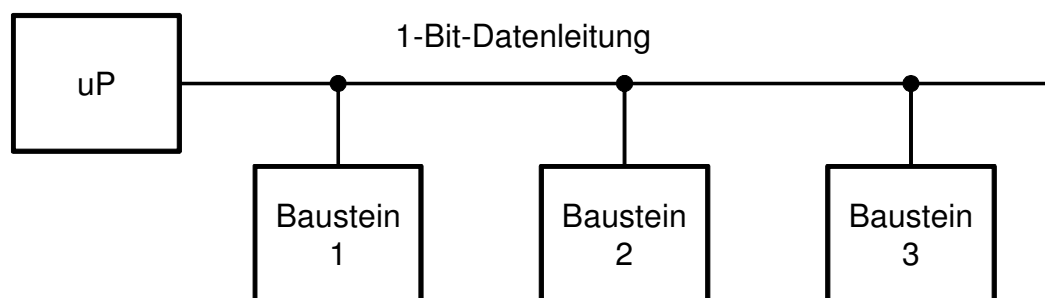 1-Bit-Datenleitung
uP
Baustein
1
Baustein
2
Baustein
3